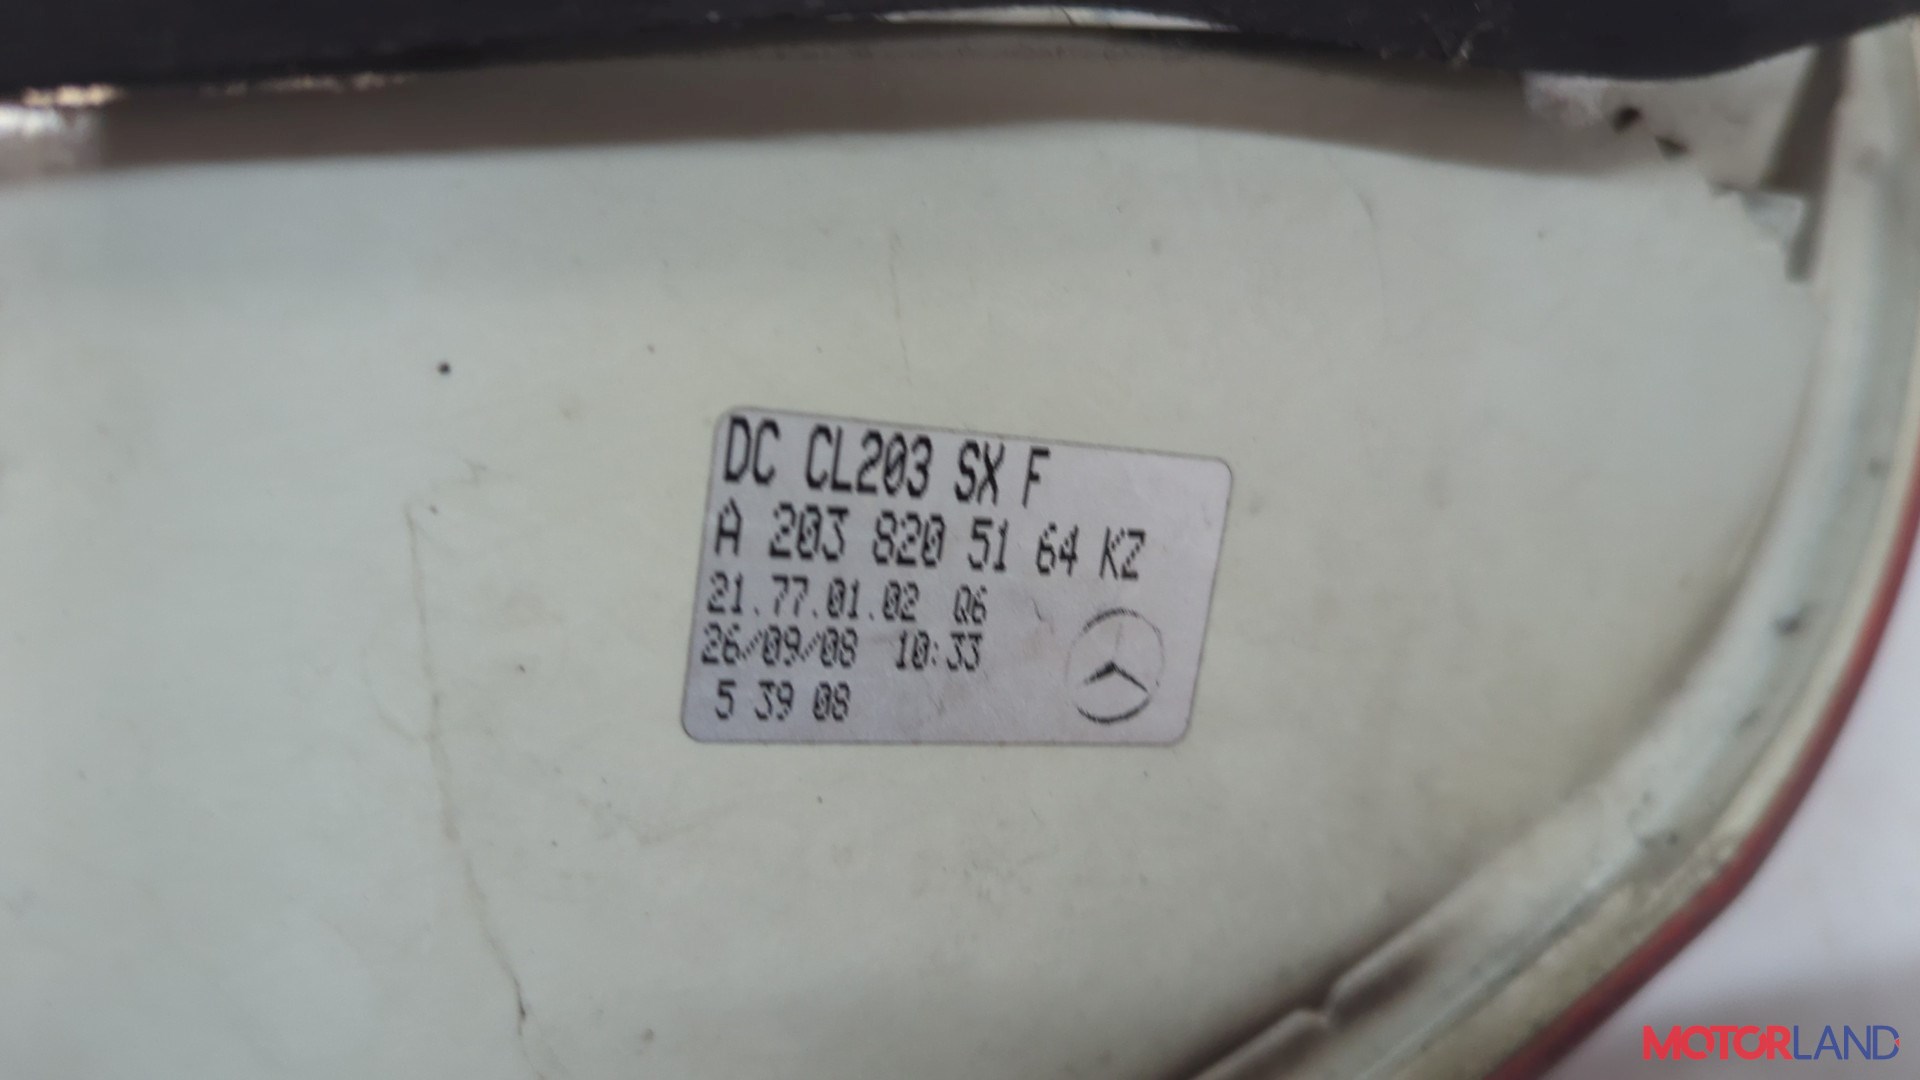 DC CL203 SX F
A 203 820 51 64 KZ
21.77.01.02 Q6
26/09/08 10:33
5 39 08
MOTORLAND